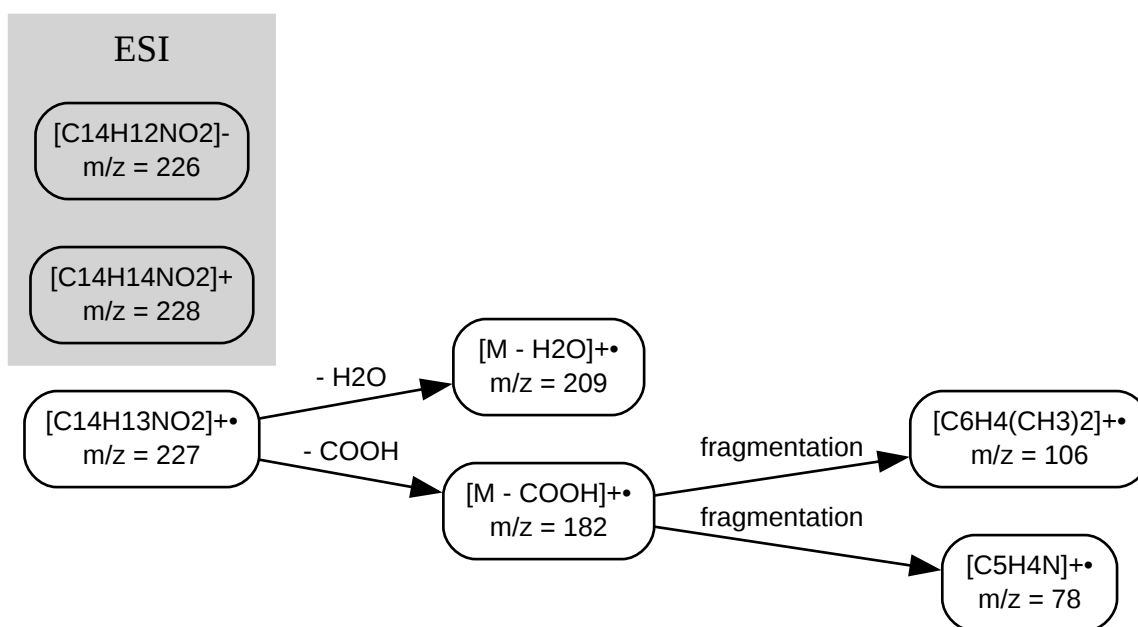 ESI
[C14H12NO2]-
m/z = 226
[C14H14NO2]+
m/z = 228
[C14H13NO2]+•
m/z = 227
- H2O
- COOH
[M - H2O]+•
m/z = 209
[M - COOH]+•
m/z = 182
fragmentation
fragmentation
[C6H4(CH3)2]+•
m/z = 106
[C5H4N]+•
m/z = 78